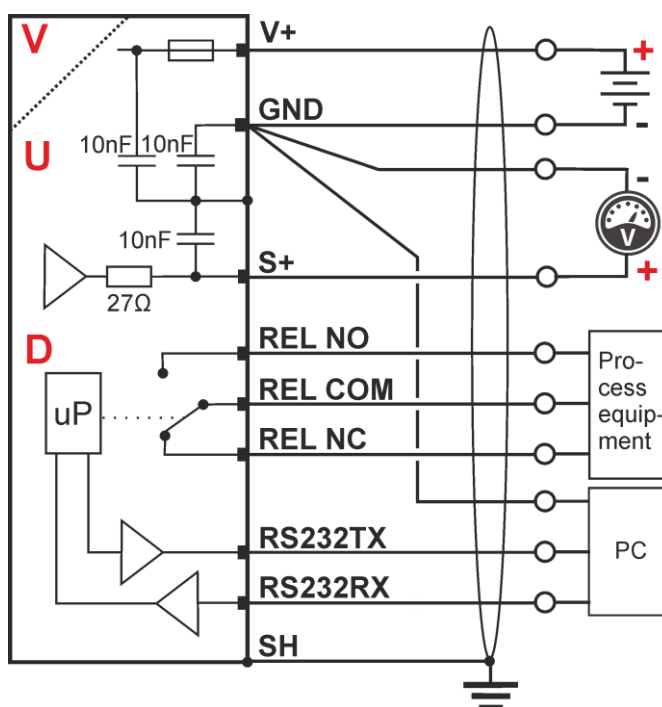 V
V+
+
GND
-
U
10nF
10nF
-
V
10nF
S+
+
27Ω
D
REL NO
Pro-
cess
equip-
ment
uP
REL COM
REL NC
RS232TX
PC
RS232RX
SH